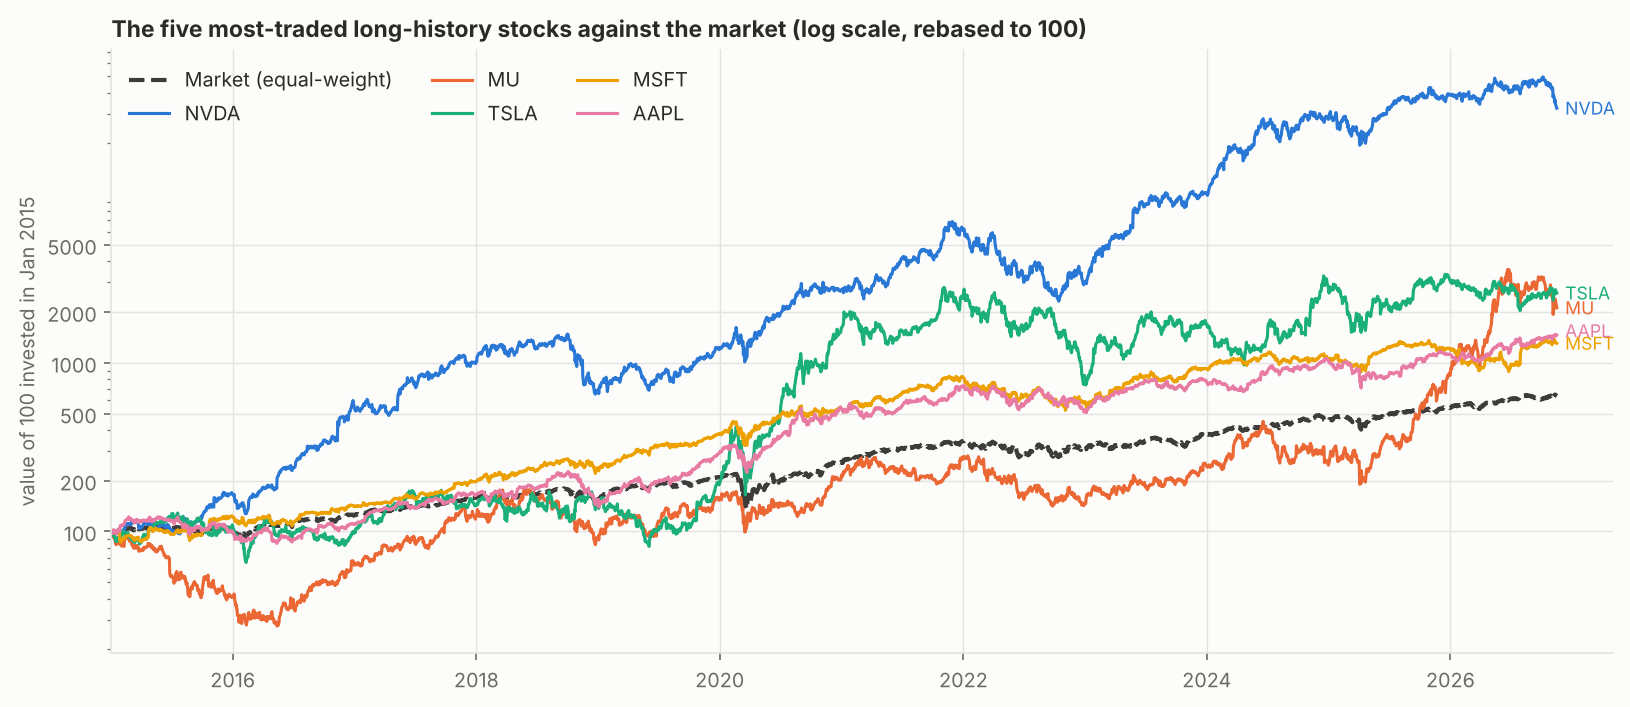 The five most-traded long-history stocks against the market (log scale, rebased to 100)
Market (equal-weight)
NVDA
MU
TSLA
MSFT
AAPL
value of 100 invested in Jan 2015
5000
2000
1000
500
200
100
NVDA
TSLA
MU
AAPL
MSFT
2016
2018
2020
2022
2024
2026